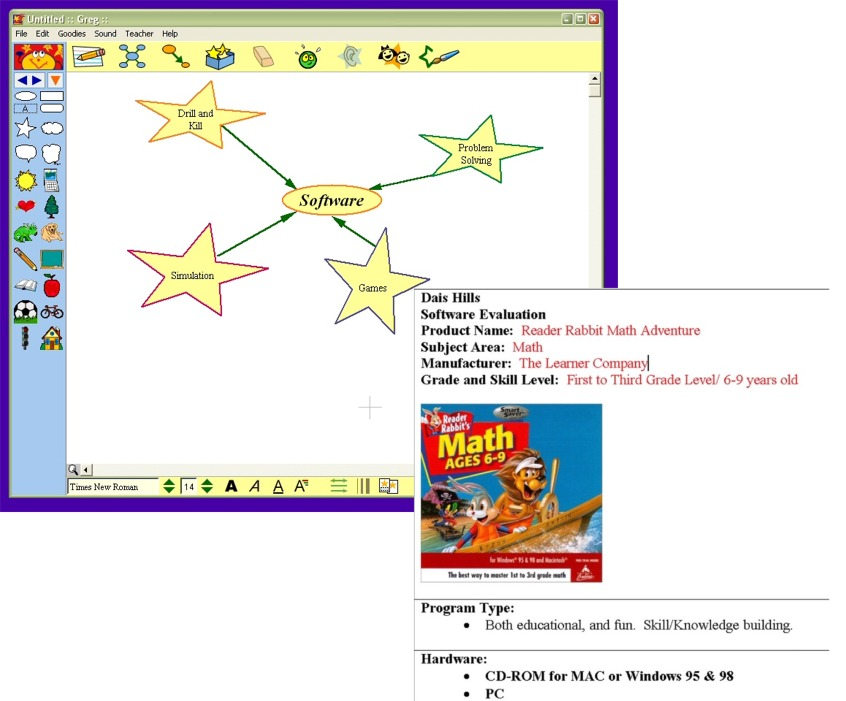 Untitled :: Greg ::
File Edit Goodies Sound Teacher Help
A
Drill and
Kill
Problem
Solving
Software
Simulation
Games
Times New Roman 14 A A A A
Dais Hills
Software Evaluation
Product Name: Reader Rabbit Math Adventure
Subject Area: Math
Manufacturer: The Learner Company
Grade and Skill Level: First to Third Grade Level/ 6-9 years old
Smart Saver
Reader
Rabbit's
Math
AGES 6-9
for Windows® 95 & 98 and Macintosh®
The best way to master 1st to 3rd grade math
Program Type:
• Both educational, and fun. Skill/Knowledge building.
Hardware:
• CD-ROM for MAC or Windows 95 & 98
• PC